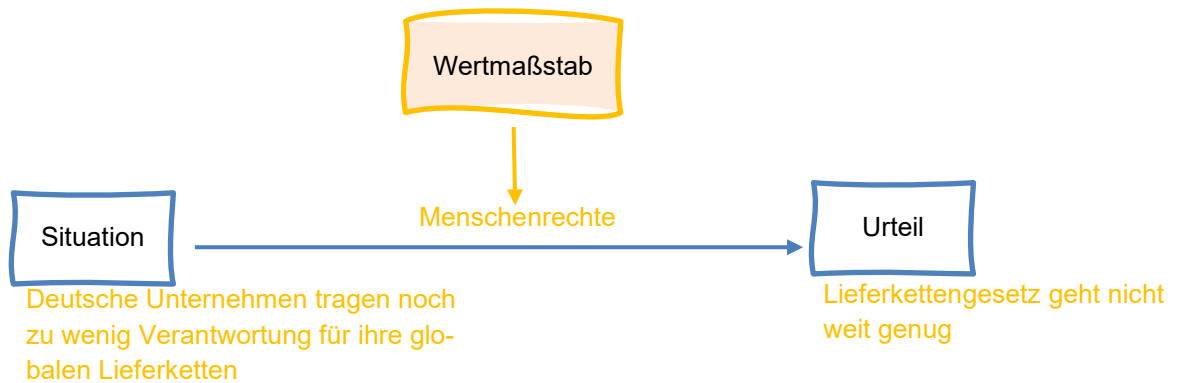 Wertmaßstab
Menschenrechte
Situation
Urteil
Deutsche Unternehmen tragen noch
zu wenig Verantwortung für ihre glo-
balen Lieferketten
Lieferkettengesetz geht nicht
weit genug